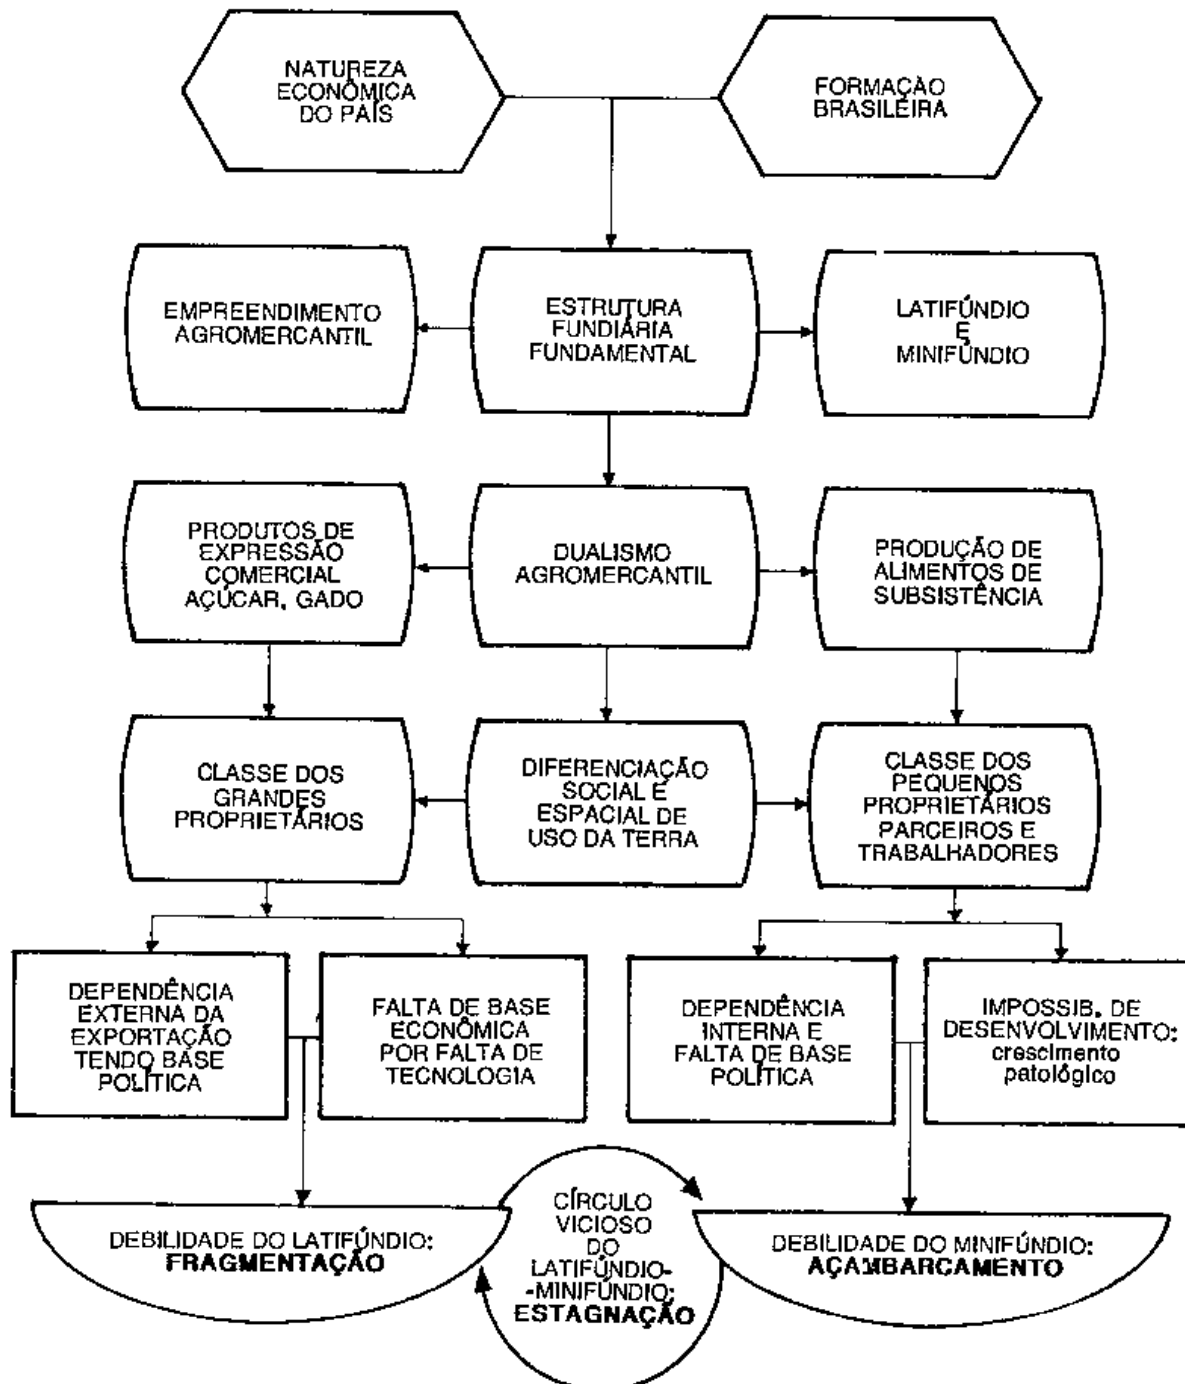 NATUREZA
ECONÔMICA
DO PAÍS
FORMAÇÃO
BRASILEIRA
EMPREENDIMENTO
AGROMERCANTIL
ESTRUTURA
FUNDIÁRIA
FUNDAMENTAL
LATIFÚNDIO
E
MINIFÚNDIO
PRODUTOS DE
EXPRESSÃO
COMERCIAL
AÇÚCAR, GADO
DUALISMO
AGROMERCANTIL
PRODUÇÃO DE
ALIMENTOS DE
SUBSISTÊNCIA
CLASSE DOS
GRANDES
PROPRIETÁRIOS
DIFERENCIAÇÃO
SOCIAL E
ESPACIAL DE
USO DA TERRA
CLASSE DOS
PEQUENOS
PROPRIETÁRIOS
PARCEIROS E
TRABALHADORES
DEPENDÊNCIA
EXTERNA DA
EXPORTAÇÃO
TENDO BASE
POLÍTICA
FALTA DE BASE
ECONÔMICA
POR FALTA DE
TECNOLOGIA
DEPENDÊNCIA
INTERNA E
FALTA DE BASE
POLÍTICA
IMPOSSIB. DE
DESENVOLVIMENTO:
crescimento
patológico
DEBILIDADE DO LATIFÚNDIO:
FRAGMENTAÇÃO
CÍRCULO
VICIOSO
DO
LATIFÚNDIO-
-MINIFÚNDIO:
ESTAGNAÇÃO
DEBILIDADE DO MINIFÚNDIO:
AÇAMBARCAMENTO